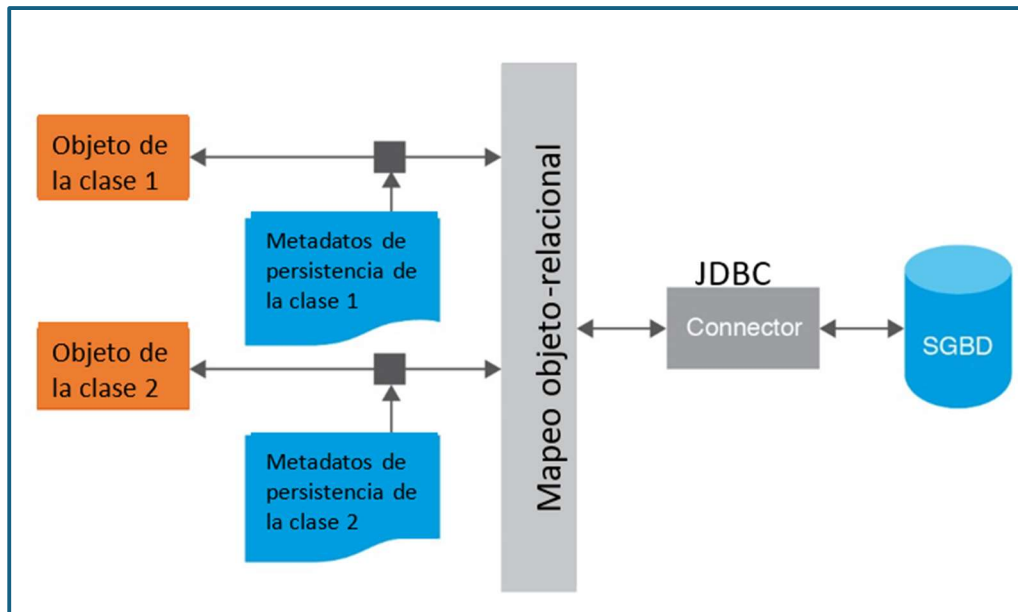 Objeto de
la clase 1
Metadatos de
persistencia de
la clase 1
Objeto de
la clase 2
Metadatos de
persistencia de
la clase 2
Mapeo objeto-relacional
JDBC
Connector
SGBD